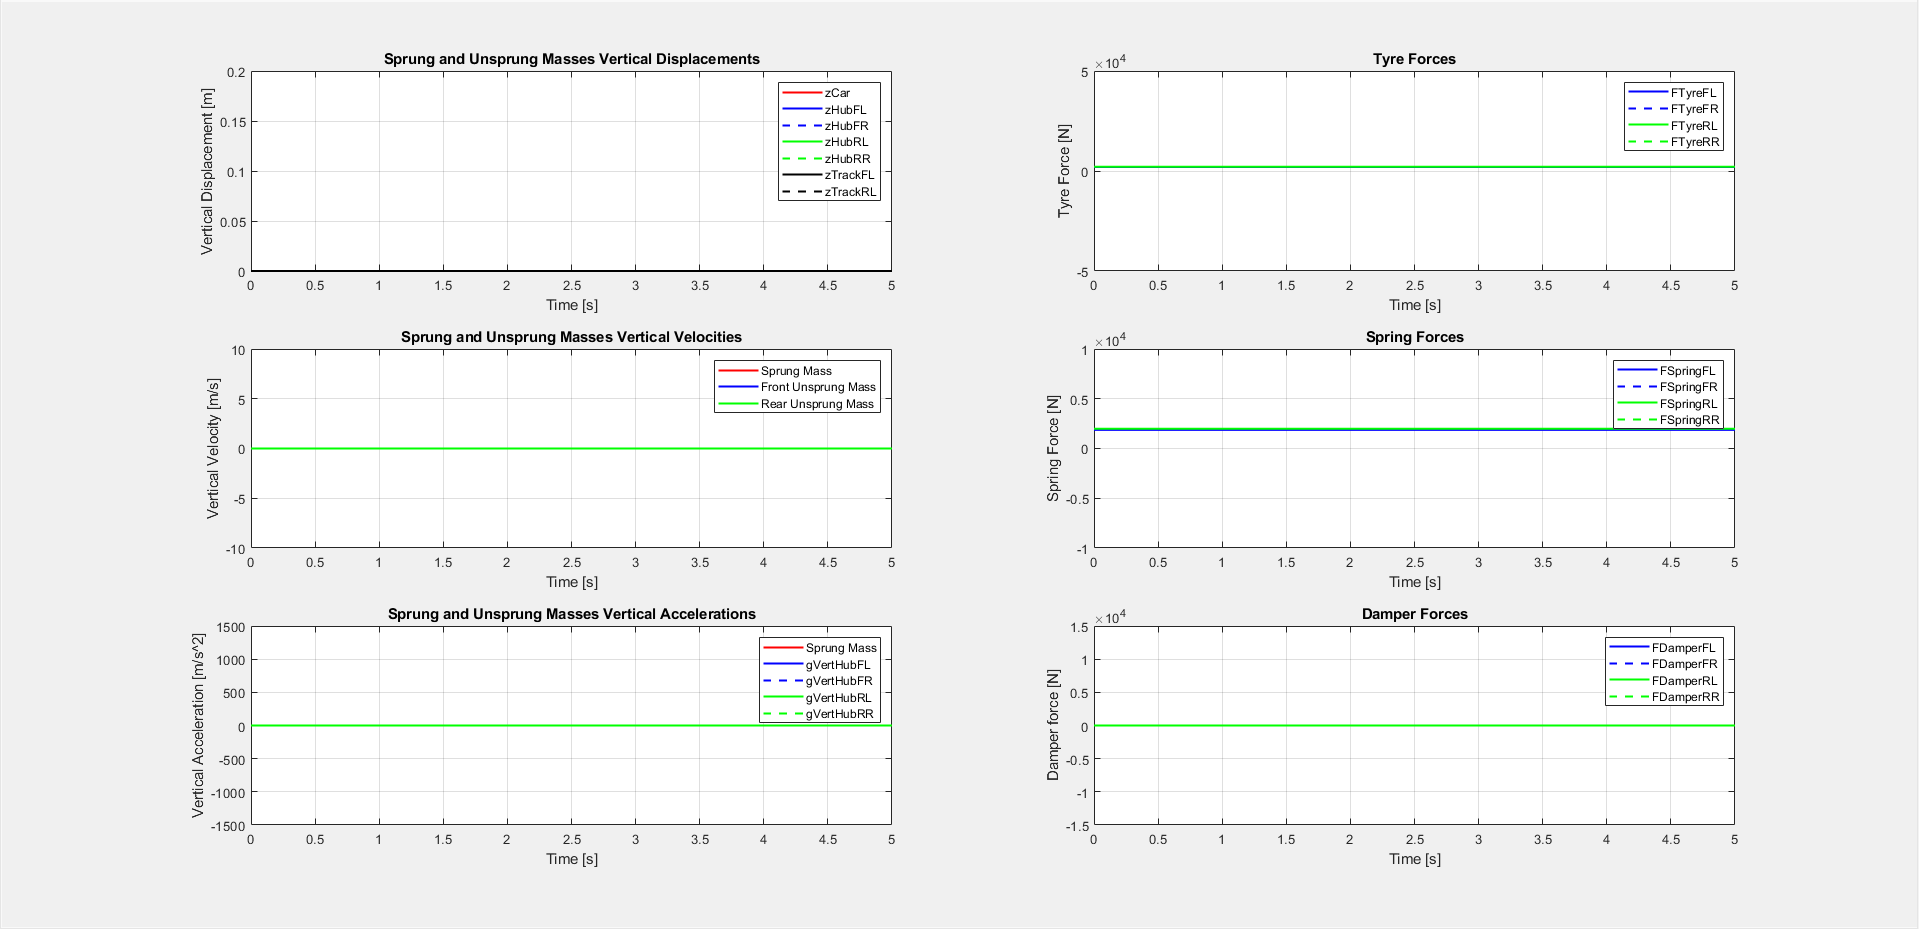 Sprung and Unsprung Masses Vertical Displacements
Vertical Displacement [m]
0.2
0.15
0.1
0.05
0
zCar
zHubFL
zHubFR
zHubRL
zHubRR
zTrackFL
zTrackRL
0 0.5 1 1.5 2 2.5 3 3.5 4 4.5 5
Time [s]
Tyre Forces
×10^4
Tyre Force [N]
5
0
-5
FTyreFL
FTyreFR
FTyreRL
FTyreRR
0 0.5 1 1.5 2 2.5 3 3.5 4 4.5 5
Time [s]
Sprung and Unsprung Masses Vertical Velocities
Vertical Velocity [m/s]
10
5
0
-5
-10
Sprung Mass
Front Unsprung Mass
Rear Unsprung Mass
0 0.5 1 1.5 2 2.5 3 3.5 4 4.5 5
Time [s]
Spring Forces
×10^4
Spring Force [N]
1
0.5
0
-0.5
-1
FSpringFL
FSpringFR
FSpringRL
FSpringRR
0 0.5 1 1.5 2 2.5 3 3.5 4 4.5 5
Time [s]
Sprung and Unsprung Masses Vertical Accelerations
Vertical Acceleration [m/s^2]
1500
1000
500
0
-500
-1000
-1500
Sprung Mass
gVertHubFL
gVertHubFR
gVertHubRL
gVertHubRR
0 0.5 1 1.5 2 2.5 3 3.5 4 4.5 5
Time [s]
Damper Forces
×10^4
Damper force [N]
1.5
1
0.5
0
-0.5
-1
-1.5
FDamperFL
FDamperFR
FDamperRL
FDamperRR
0 0.5 1 1.5 2 2.5 3 3.5 4 4.5 5
Time [s]